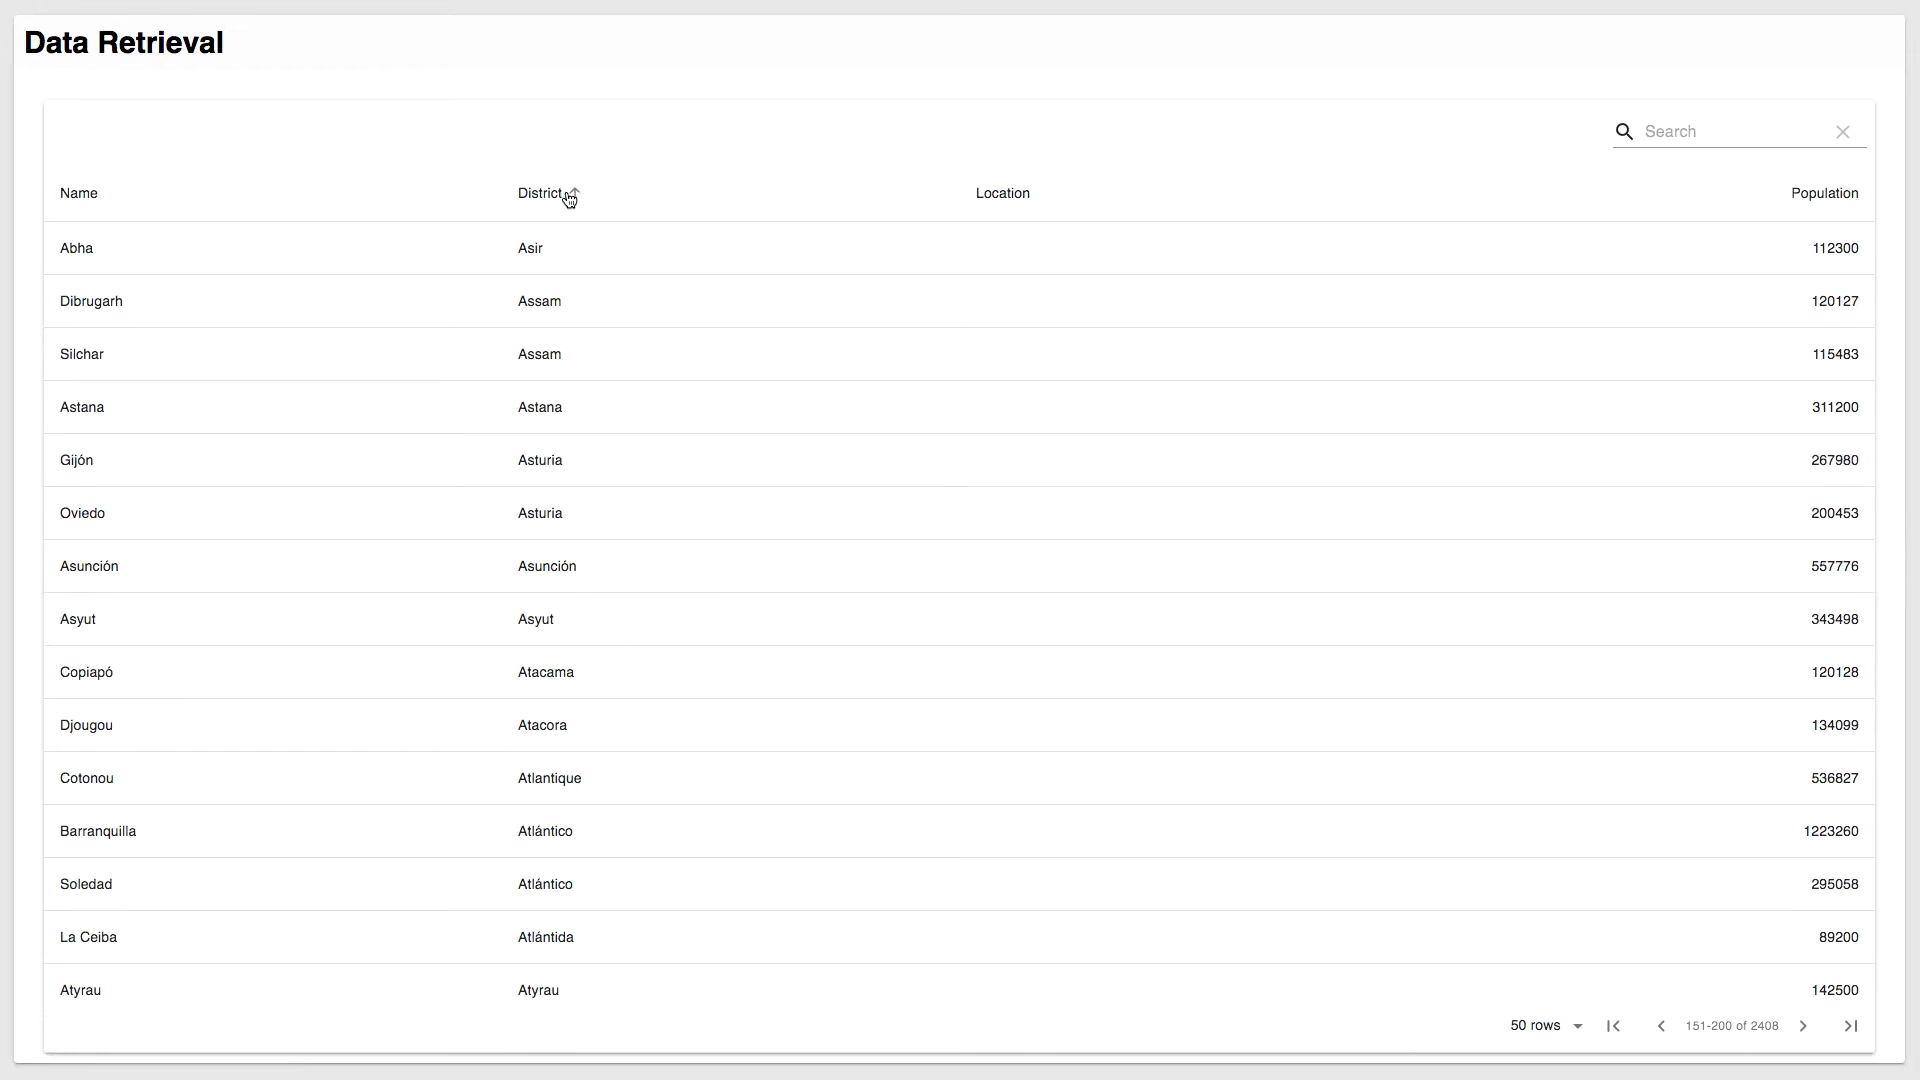 Data Retrieval
Search
Name District Location Population
Abha Asir 112300
Dibrugarh Assam 120127
Silchar Assam 115483
Astana Astana 311200
Gijón Asturia 267980
Oviedo Asturia 200453
Asunción Asunción 557776
Asyut Asyut 343498
Copiapó Atacama 120128
Djougou Atacora 134099
Cotonou Atlantique 536827
Barranquilla Atlántico 1223260
Soledad Atlántico 295058
La Ceiba Atlántida 89200
Atyrau Atyrau 142500
50 rows 151-200 of 2408